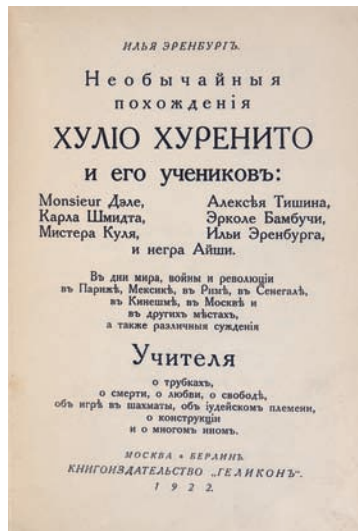 ИЛЬЯ ЭРЕНБУРГЪ.
Необычайныя
похожденія
ХУЛІО ХУРЕНИТО
и его учениковъ:
Monsieur Дэле, Алексѣя Тишина,
Карла Шмидта, Эрколе Бамбучи,
Мистера Куля, Ильи Эренбурга,
и негра Айши.
Въ дни мира, войны и революціи
въ Парижѣ, Мексикѣ, въ Римѣ, въ Сенегалѣ,
въ Кинешмѣ, въ Москвѣ и
въ другихъ мѣстахъ,
а также различныя сужденія
Учителя
о трубкахъ,
о смерти, о любви, о свободѣ,
объ игрѣ въ шахматы, объ іудейскомъ племени,
о конструкціи
и о многомъ иномъ.
МОСКВА • БЕРЛИНЪ
КНИГОИЗДАТЕЛЬСТВО „ГЕЛИКОНЪ".
1922.